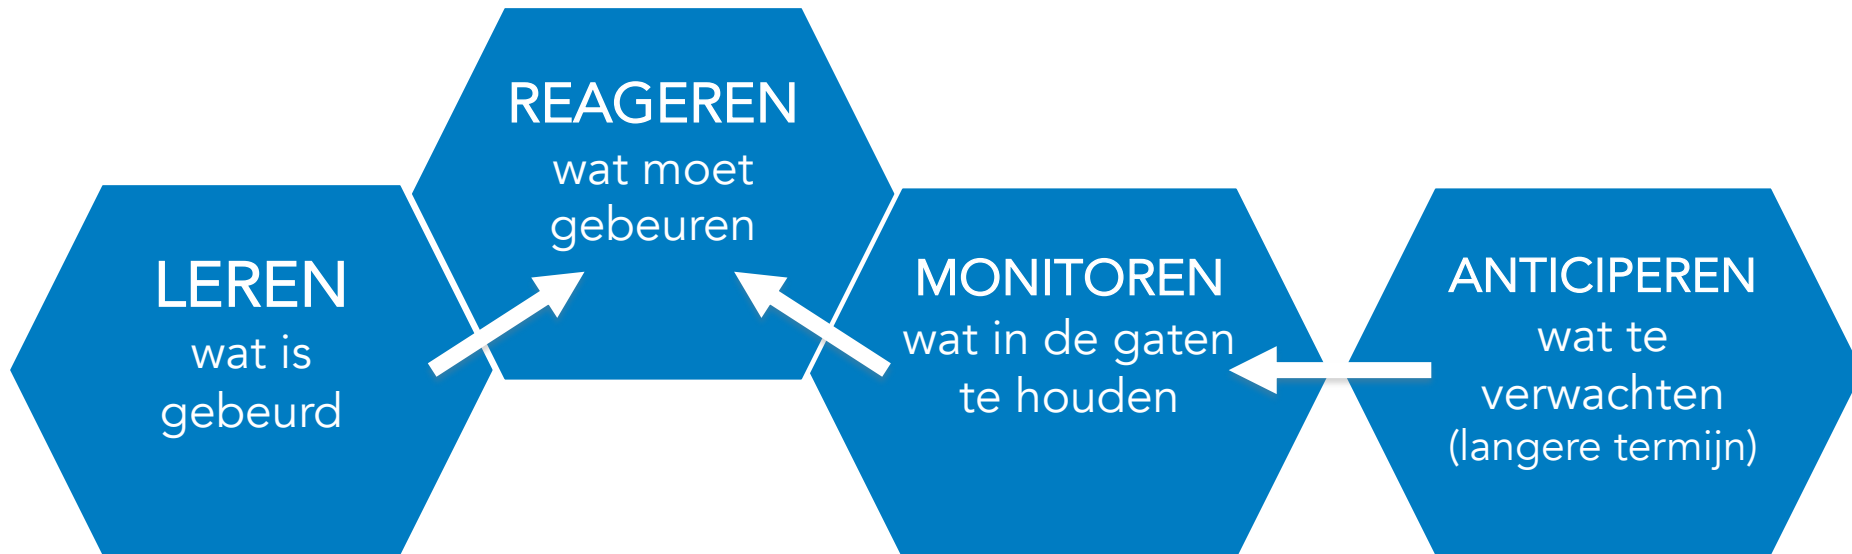 LEREN
wat is
gebeurd
REAGEREN
wat moet
gebeuren
MONITOREN
wat in de gaten
te houden
ANTICIPEREN
wat te
verwachten
(langere termijn)